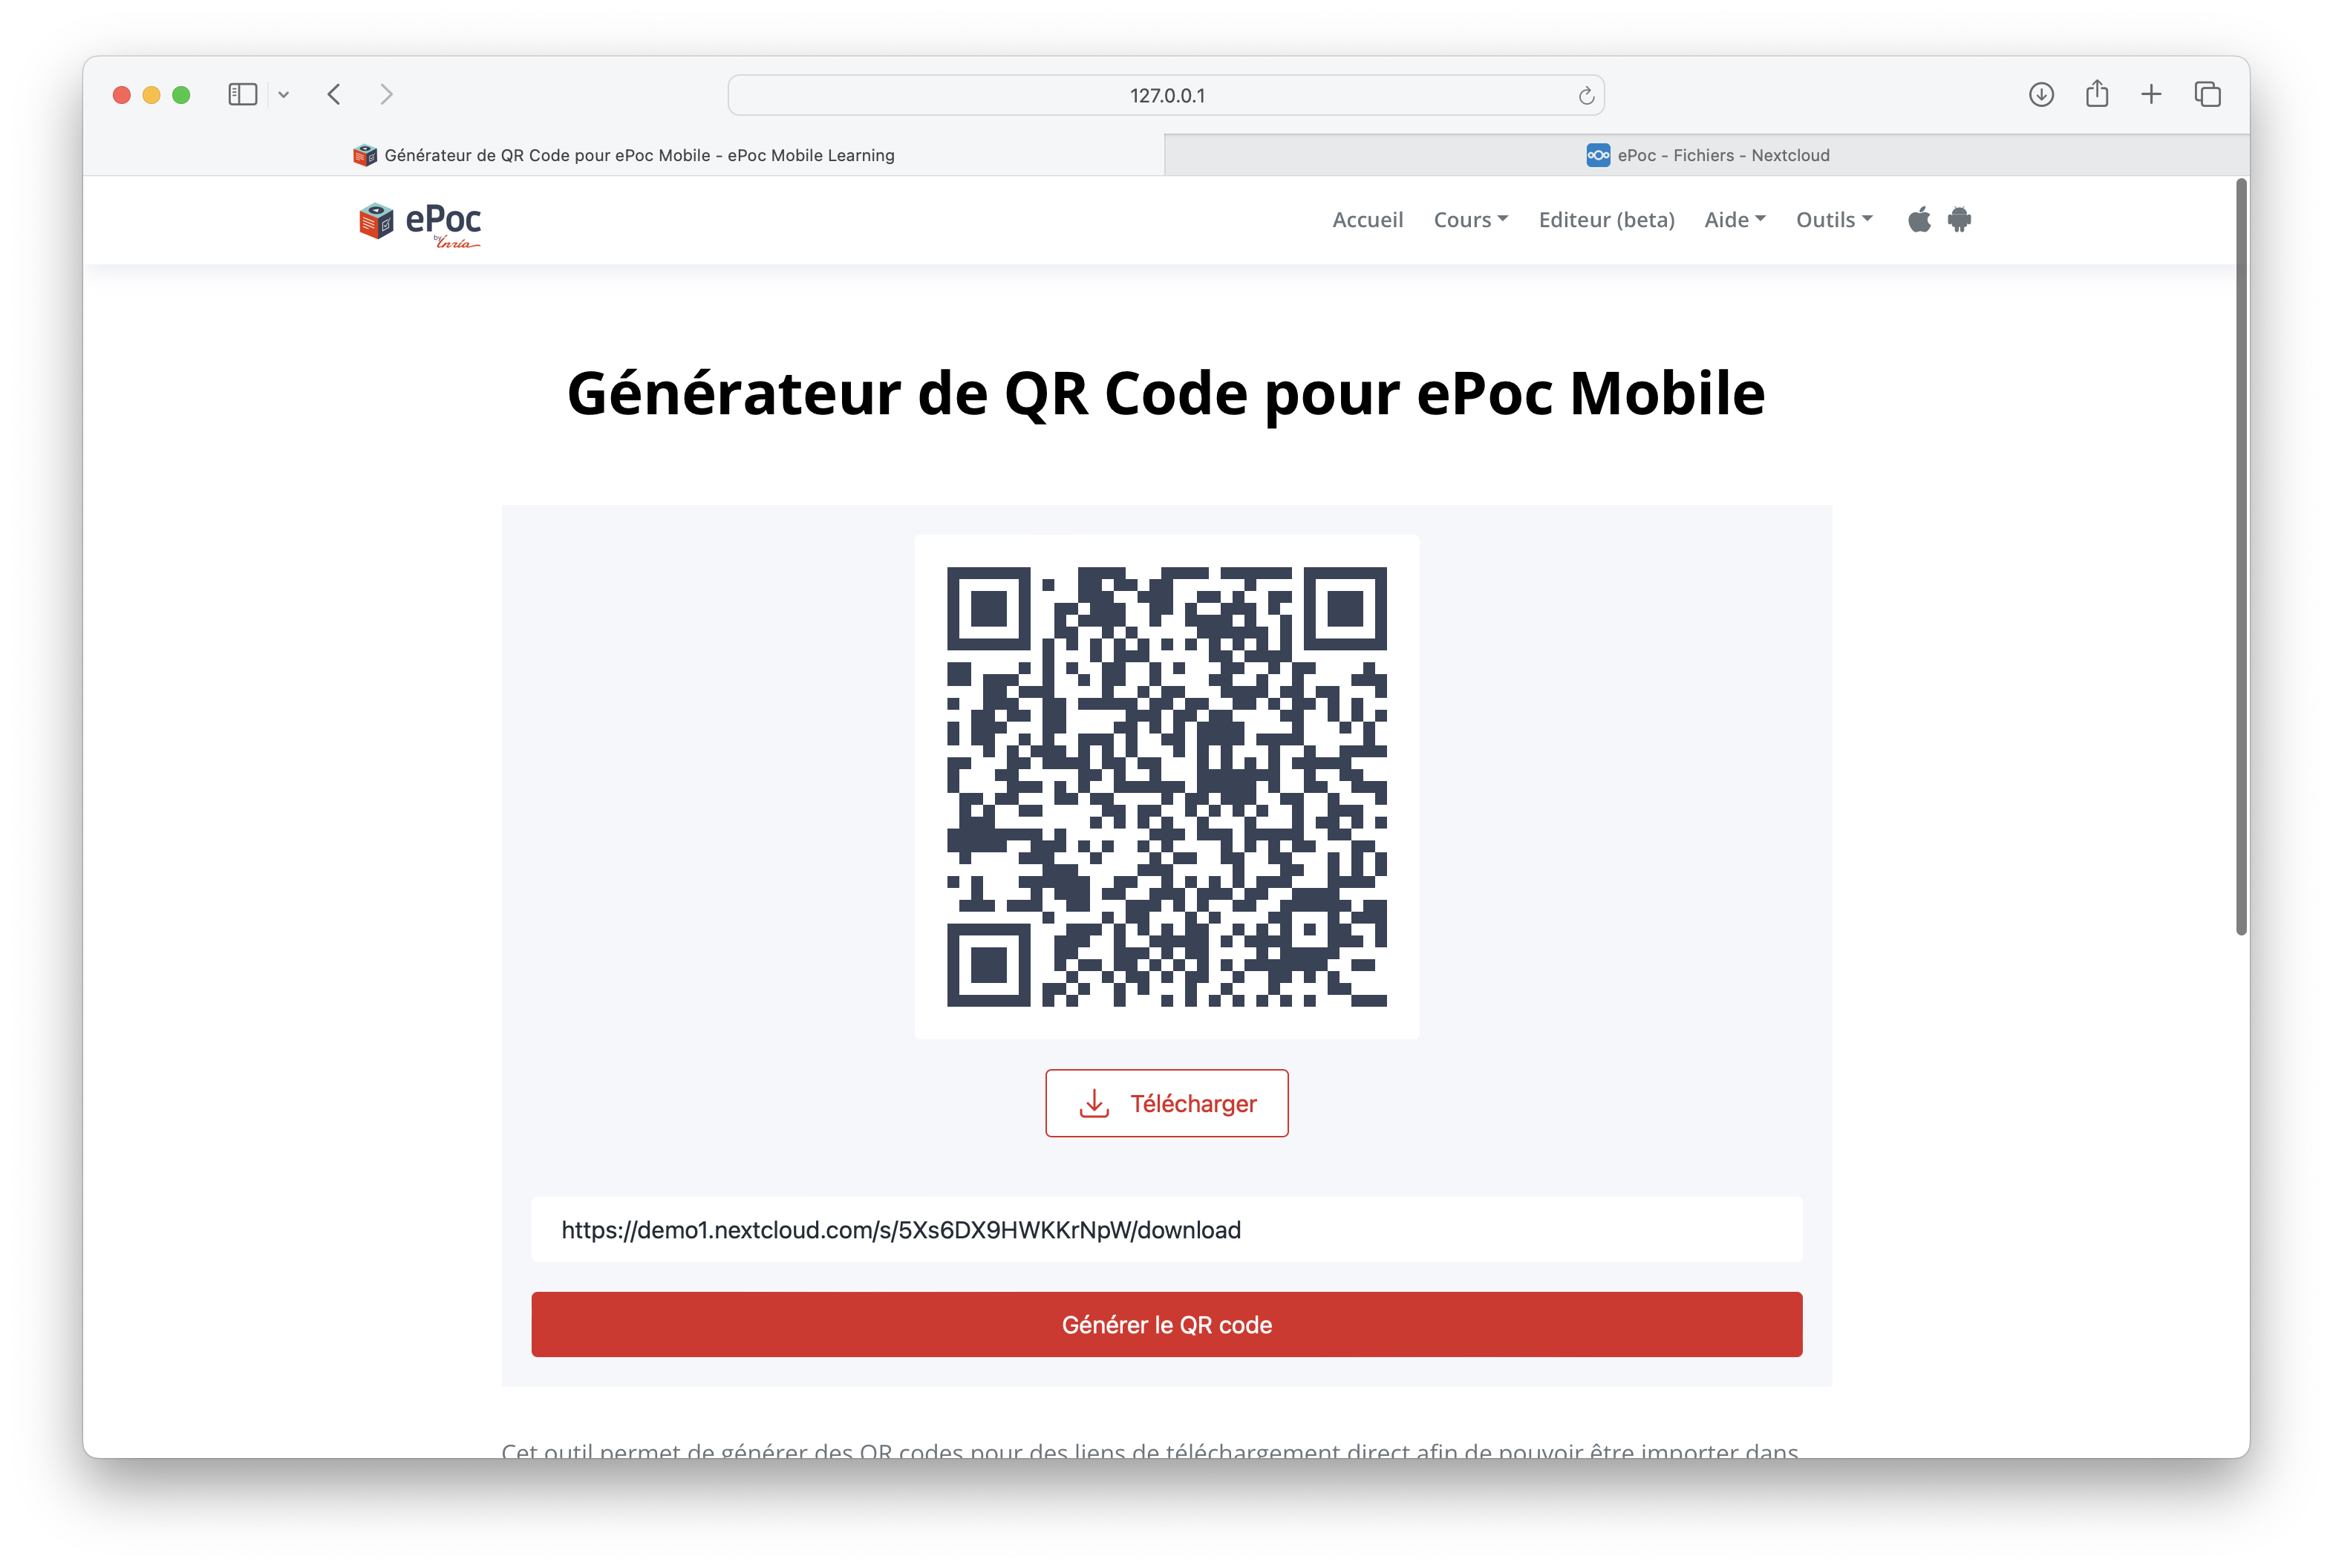 127.0.0.1
Générateur de QR Code pour ePoc Mobile - ePoc Mobile Learning
ePoc - Fichiers - Nextcloud
ePoc
by Inria
Accueil Cours Editeur (beta) Aide Outils
Générateur de QR Code pour ePoc Mobile
Télécharger
https://demo1.nextcloud.com/s/5Xs6DX9HWKKrNpW/download
Générer le QR code
Cet outil permet de générer des QR codes pour des liens de téléchargement direct afin de pouvoir être importer dans